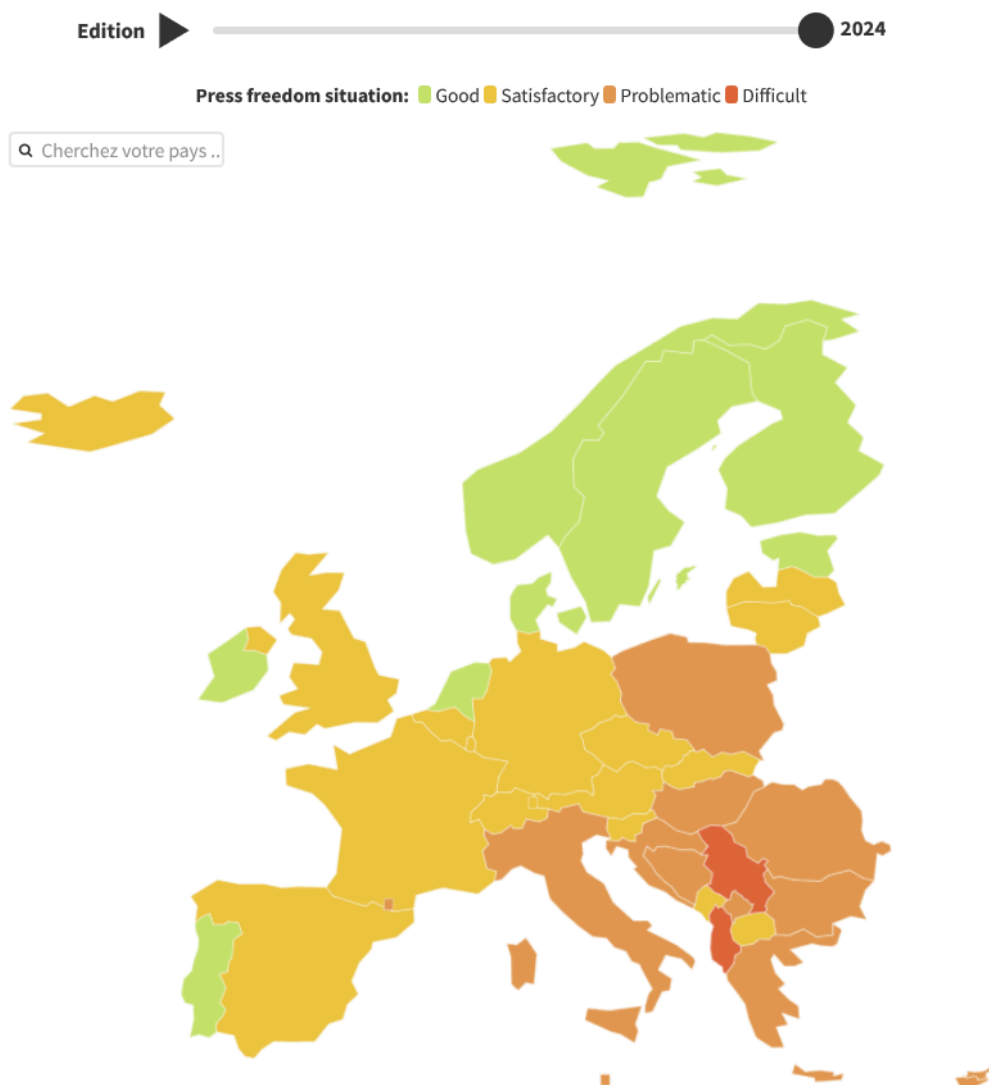 Edition 2024
Press freedom situation: Good Satisfactory Problematic Difficult
Cherchez votre pays ..